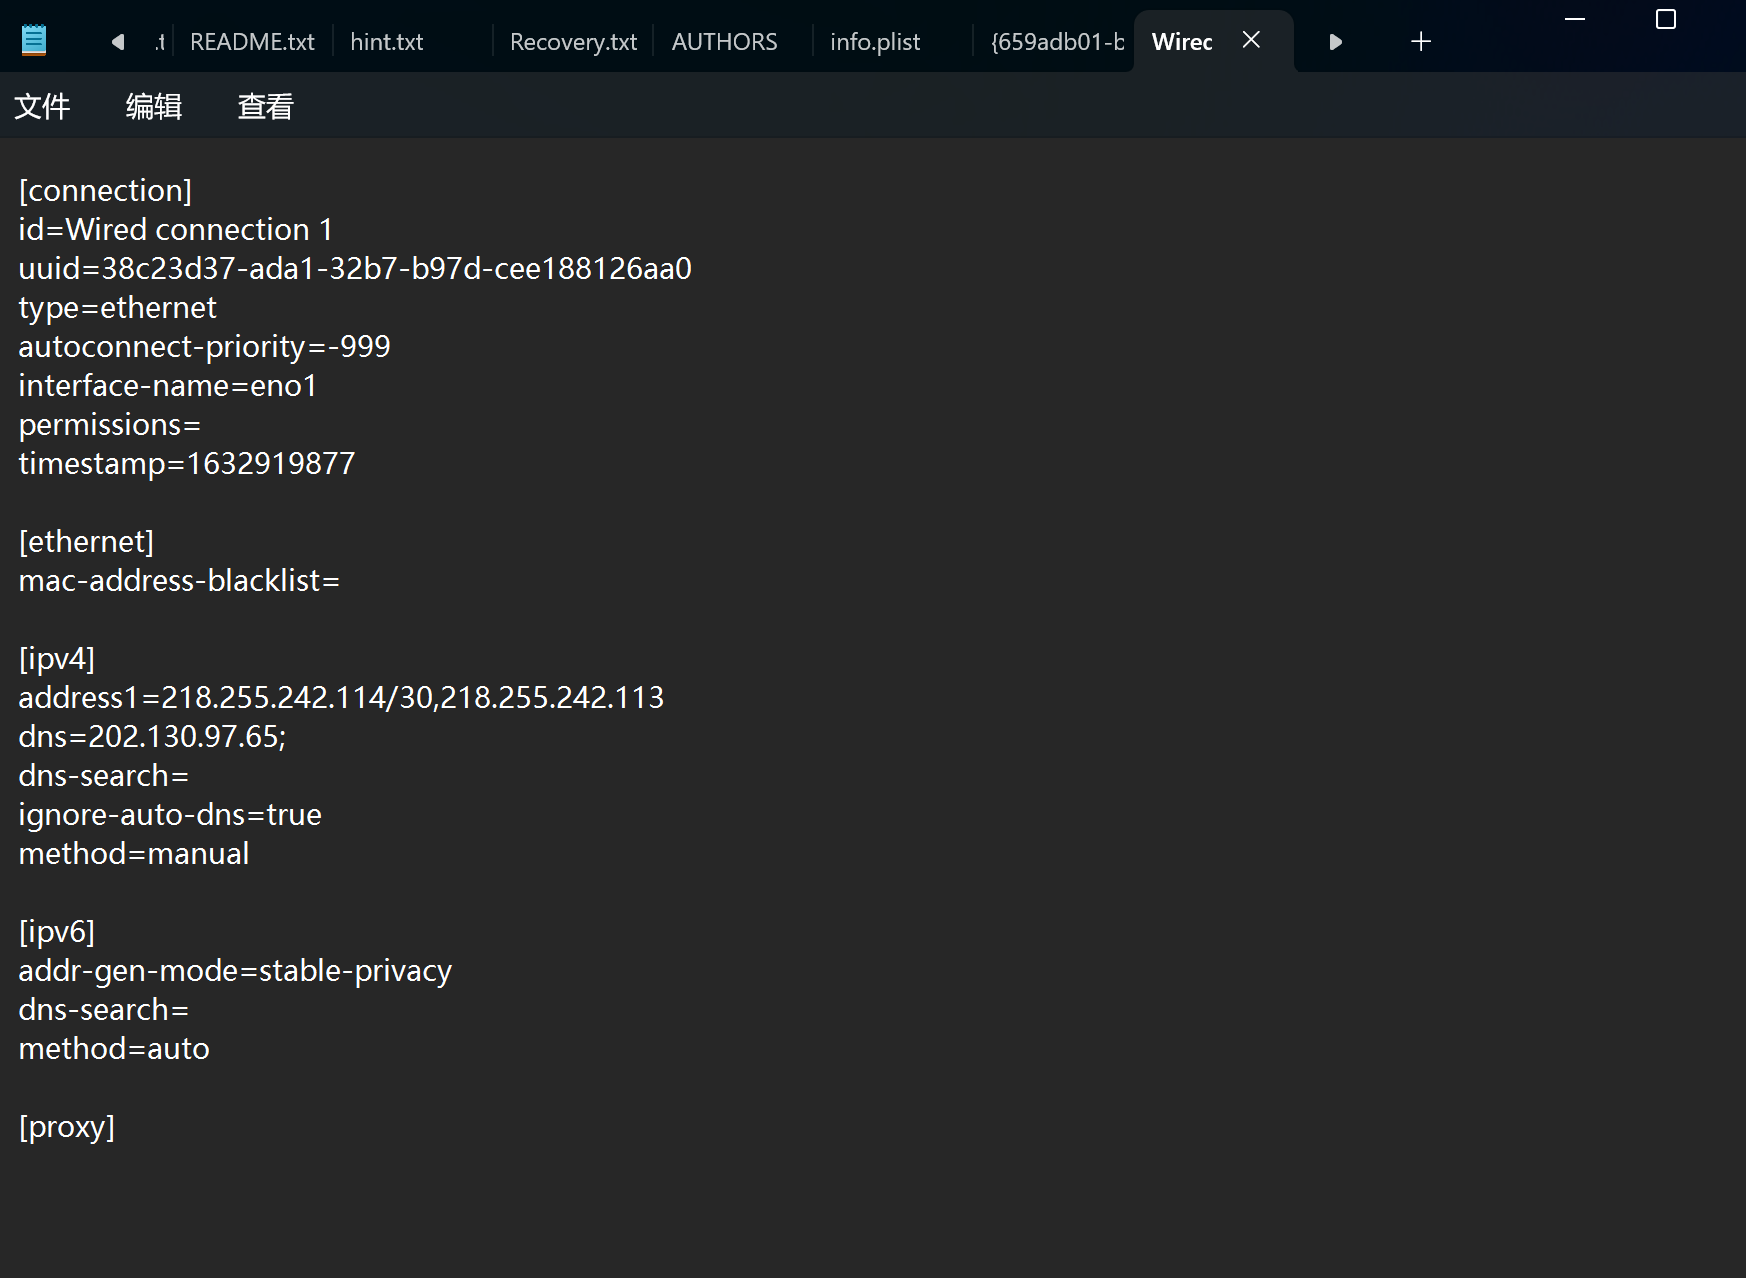 .t README.txt hint.txt Recovery.txt AUTHORS info.plist {659adb01-b Wirec
文件 编辑 查看
[connection]
id=Wired connection 1
uuid=38c23d37-ada1-32b7-b97d-cee188126aa0
type=ethernet
autoconnect-priority=-999
interface-name=eno1
permissions=
timestamp=1632919877
[ethernet]
mac-address-blacklist=
[ipv4]
address1=218.255.242.114/30,218.255.242.113
dns=202.130.97.65;
dns-search=
ignore-auto-dns=true
method=manual
[ipv6]
addr-gen-mode=stable-privacy
dns-search=
method=auto
[proxy]